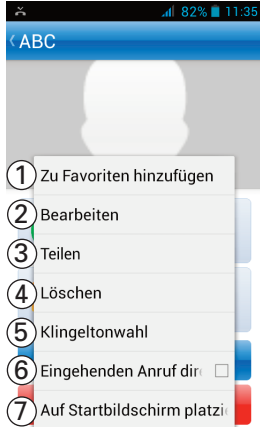 82% 11:35
ABC
1 Zu Favoriten hinzufügen
2 Bearbeiten
3 Teilen
4 Löschen
5 Klingeltonwahl
6 Eingehenden Anruf dir
7 Auf Startbildschirm platzi